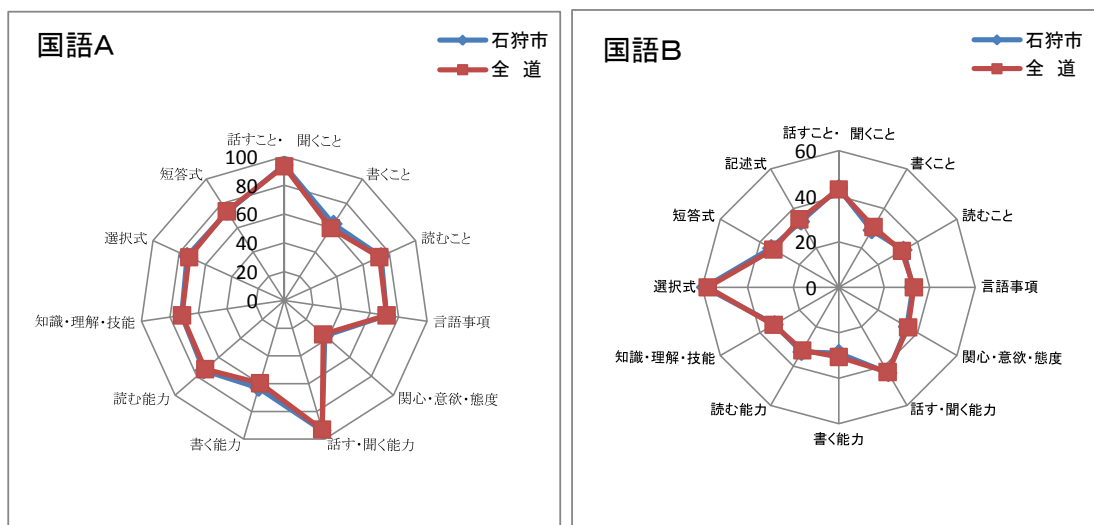 国語A
石狩市
全 道
話すこと・ 聞くこと
書くこと
読むこと
言語事項
関心・意欲・態度
話す・聞く能力
書く能力
読む能力
知識・理解・技能
選択式
短答式
100
80
60
40
20
0
国語B
石狩市
全 道
話すこと・ 聞くこと
書くこと
読むこと
言語事項
関心・意欲・態度
話す・聞く能力
書く能力
読む能力
知識・理解・技能
選択式
短答式
記述式
60
40
20
0